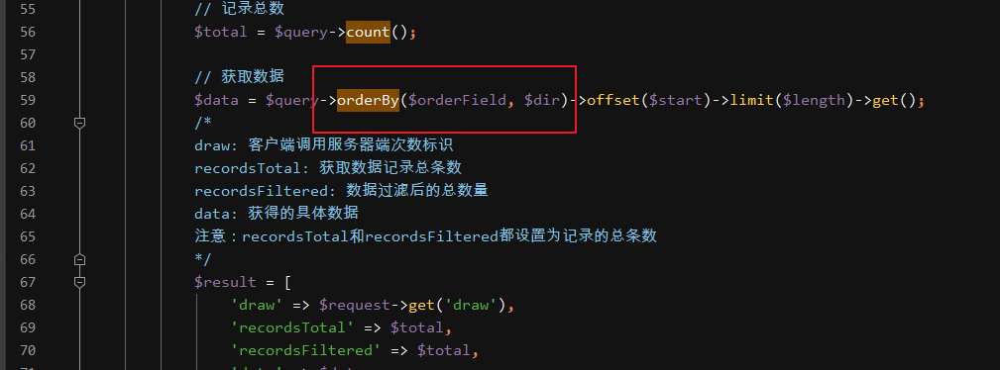 55 // 记录总数
56 $total = $query->count();
57
58 // 获取数据
59 $data = $query->orderBy($orderField, $dir)->offset($start)->limit($length)->get();
60 /*
61 draw: 客户端调用服务器端次数标识
62 recordsTotal: 获取数据记录总条数
63 recordsFiltered: 数据过滤后的总数量
64 data: 获得的具体数据
65 注意：recordsTotal和recordsFiltered都设置为记录的总条数
66 */
67 $result = [
68 'draw' => $request->get('draw'),
69 'recordsTotal' => $total,
70 'recordsFiltered' => $total,